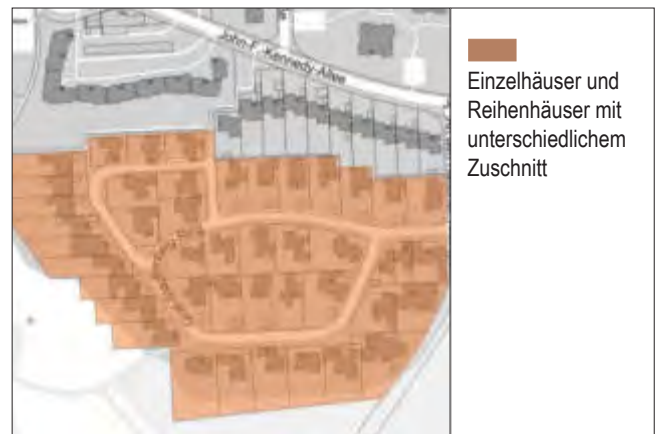 John-F.-Kennedy-Allee
Einzelhäuser und
Reihenhäuser mit
unterschiedlichem
Zuschnitt